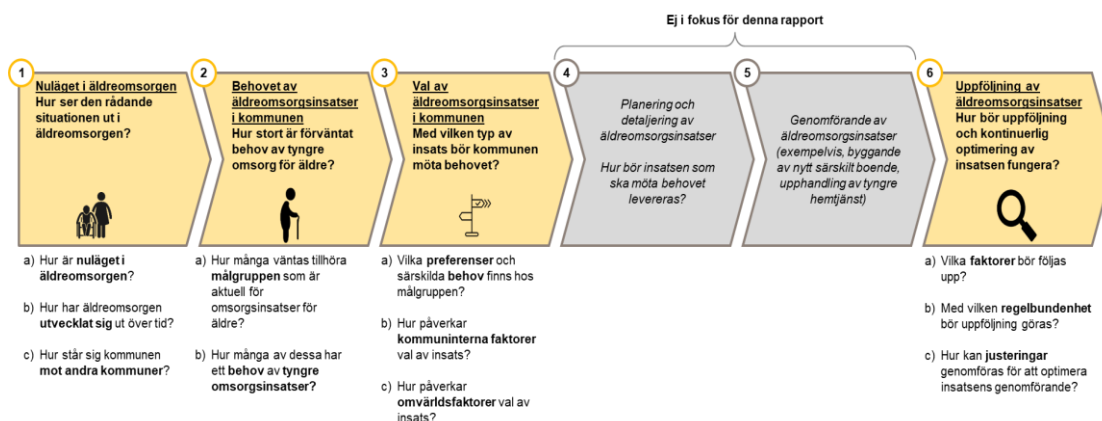 Ej i fokus för denna rapport
1
Nuläget i äldreomsorgen
Hur ser den rådande
situationen ut i
äldreomsorgen?
2
Behovet av
äldreomsorgsinsatser
i kommunen
Hur stort är förväntat
behov av tyngre
omsorg för äldre?
3
Val av
äldreomsorgsinsatser
i kommunen
Med vilken typ av
insats bör kommunen
möta behovet?
4
Planering och
detaljering av
äldreomsorgsinsatser
Hur bör insatsen som
ska möta behovet
levereras?
5
Genomförande av
äldreomsorgsinsatser
(exempelvis, byggande
av nytt särskilt boende,
upphandling av tyngre
hemtjänst)
6
Uppföljning av
äldreomsorgsinsatser
Hur bör uppföljning
och kontinuerlig
optimering av
insatsen fungera?
a) Hur är nuläget i
äldreomsorgen?
b) Hur har äldreomsorgen
utvecklat sig ut över tid?
c) Hur står sig kommunen
mot andra kommuner?
a) Hur många väntas tillhöra
målgruppen som är
aktuell för
omsorgsinsatser för
äldre?
b) Hur många av dessa har
ett behov av tyngre
omsorgsinsatser?
a) Vilka preferenser och
särskilda behov finns hos
målgruppen?
b) Hur påverkar
kommuninterna faktorer
val av insats?
c) Hur påverkar
omvärldsfaktorer val av
insats?
a) Vilka faktorer bör följas
upp?
b) Med vilken regelbundenhet
bör uppföljning göras?
c) Hur kan justeringar
genomföras för att optimera
insatsens genomförande?